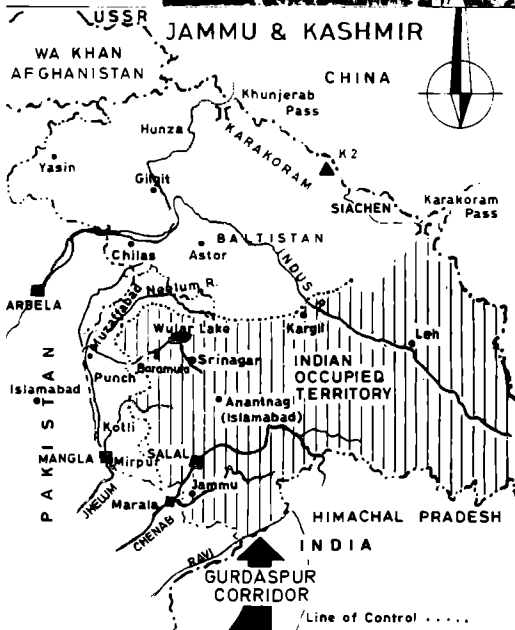 USSR
JAMMU & KASHMIR
WA KHAN
AFGHANISTAN
CHINA
Khunjerab
Pass
Hunza
KARAKORAM
K2
Yasin
Gilgit
SIACHEN
Karakoram
Pass
BALTISTAN
Chilas
Astor
INDUS R
Neelum R.
ARBELA
Muzaffabad
Wular Lake
Kargil
Leh
Baramura
Srinagar
INDIAN
OCCUPIED
TERRITORY
Punch
Islamabad
Anantnag
(Islamabad)
PAKISTAN
Kotli
MANGLA
Mirpur
SALAL
JHELUM
Marala
Jammu
CHENAB
HIMACHAL PRADESH
INDIA
RAVI
GURDASPUR
CORRIDOR
Line of Control .....